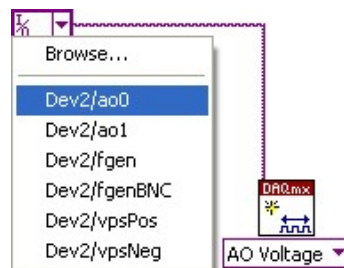 I/O
Browse...
Dev2/ao0
Dev2/ao1
Dev2/fgen
Dev2/fgenBNC
Dev2/vpsPos
Dev2/vpsNeg
DAQmx
AO Voltage